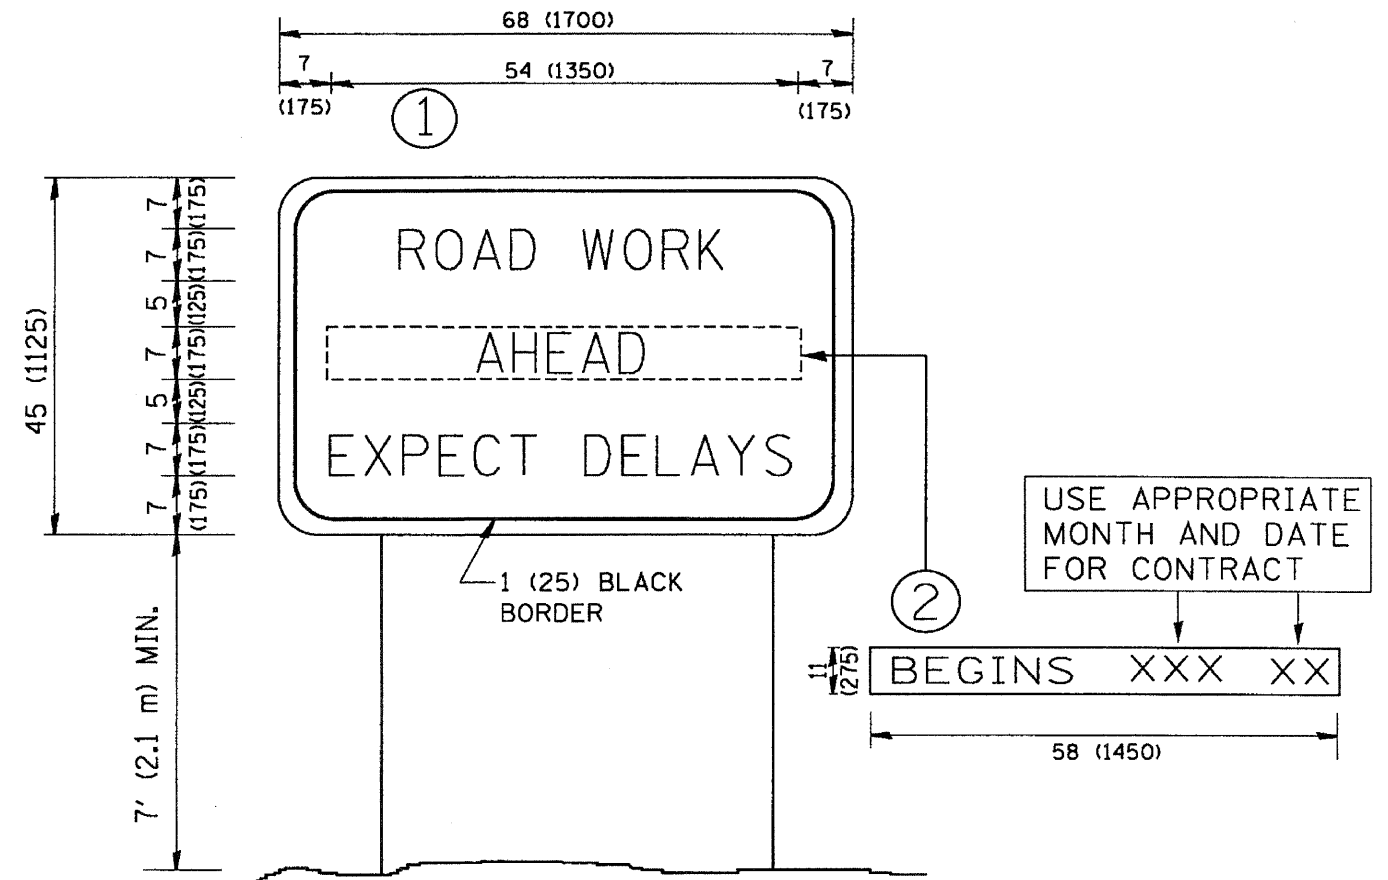 68 (1700)
7 54 (1350) 7
(175) (175)
1
7 (175)
7 (175)
5 (125)
7 (175)
5 (125)
7 (175)
7 (175)
45 (1125)
ROAD WORK
AHEAD
EXPECT DELAYS
1 (25) BLACK
BORDER
7' (2.1 m) MIN.
2
USE APPROPRIATE
MONTH AND DATE
FOR CONTRACT
11
(275)
BEGINS XXX XX
58 (1450)